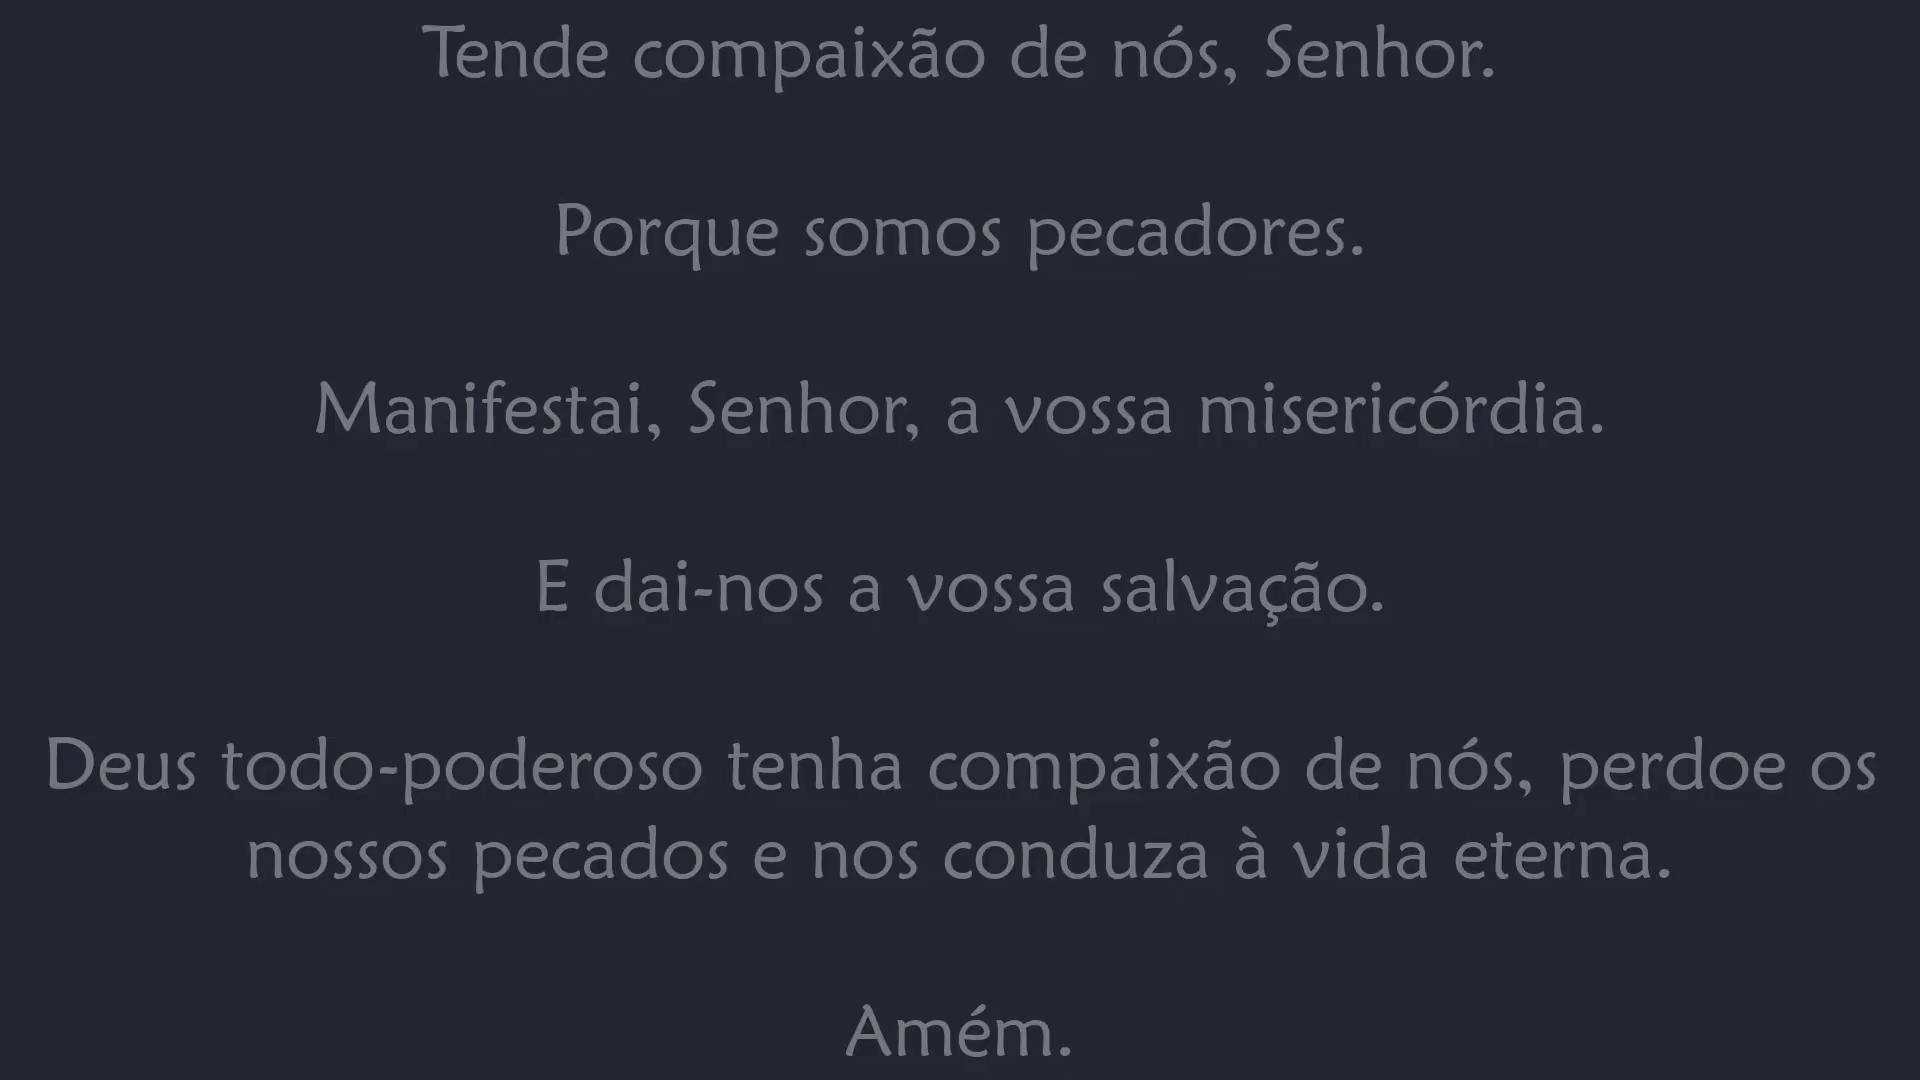 Tende compaixão de nós, Senhor.
Porque somos pecadores.
Manifestai, Senhor, a vossa misericórdia.
E dai-nos a vossa salvação.
Deus todo-poderoso tenha compaixão de nós, perdoe os
nossos pecados e nos conduza à vida eterna.
Amém.